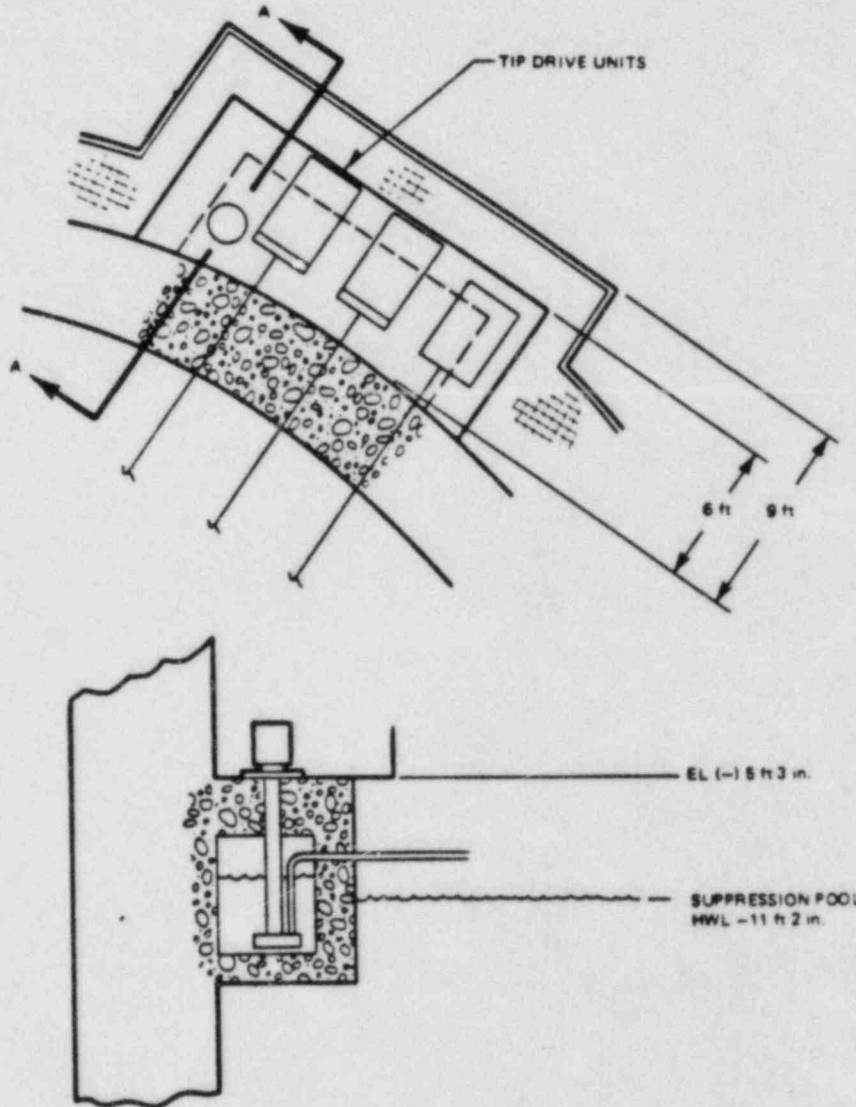 A
TIP DRIVE UNITS
A
6 ft
9 ft
EL (-) 5 ft 3 in.
SUPPRESSION POOL
HWL -11 ft 2 in.